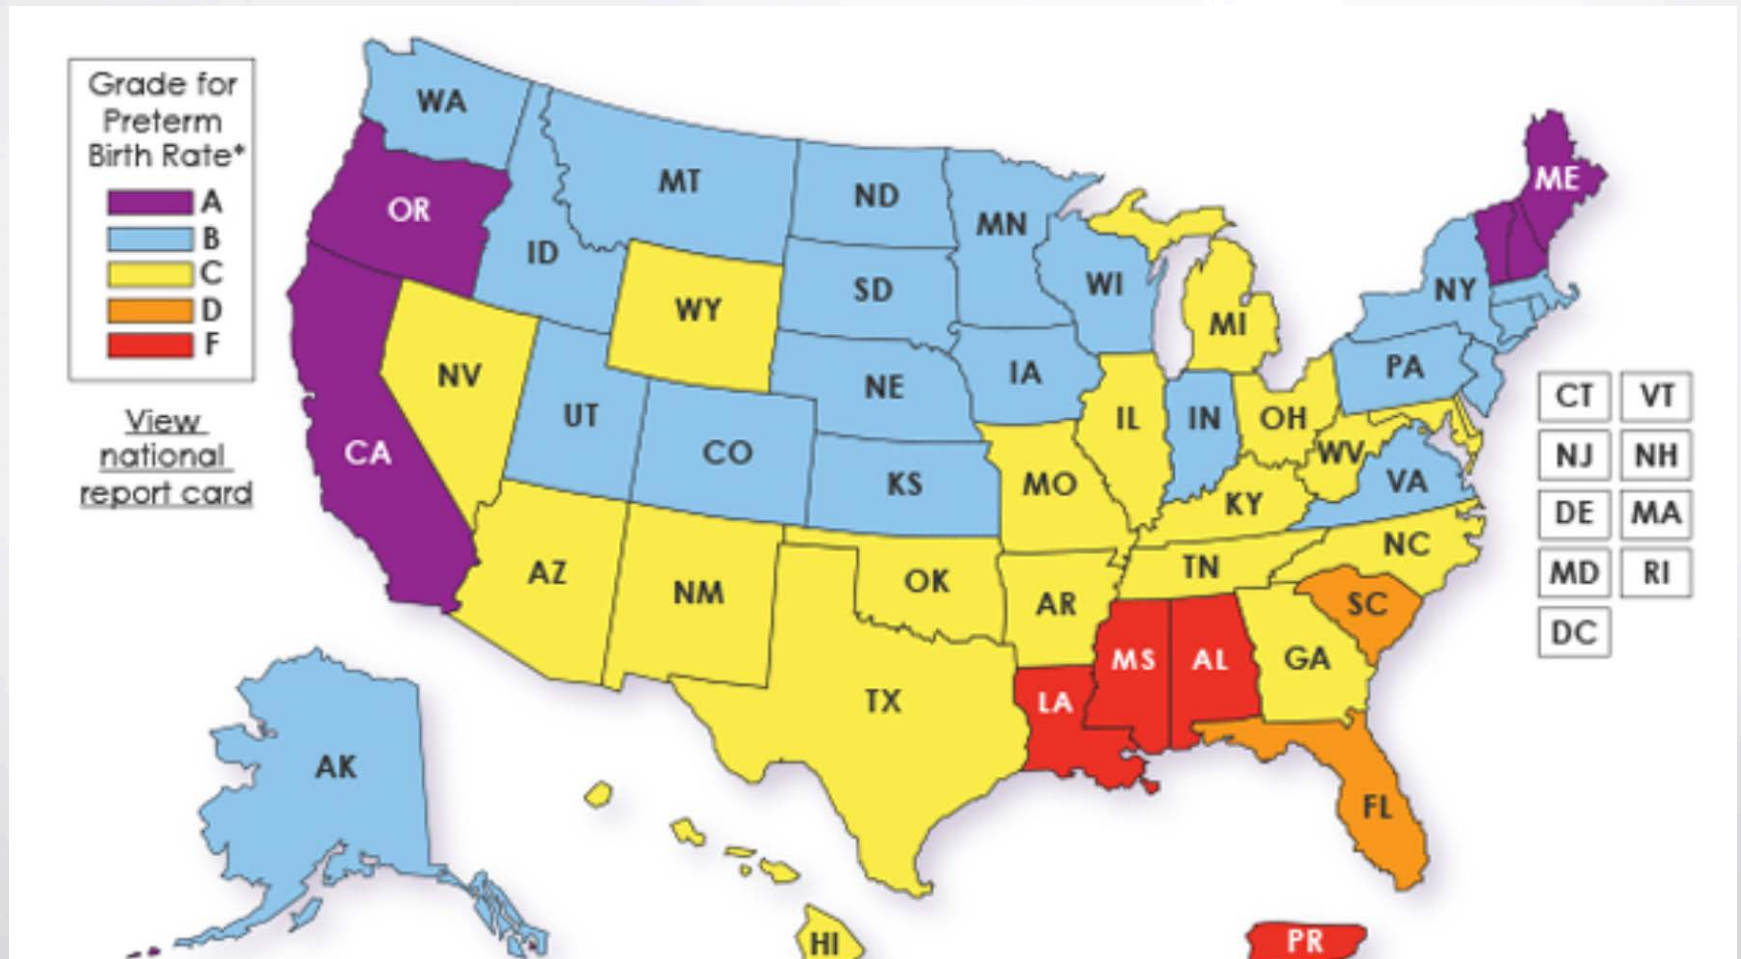 Grade for
Preterm
Birth Rate*
A
B
C
D
F
View
national
report card
WA
OR
CA
ID
NV
MT
WY
UT
AZ
CO
NM
ND
SD
NE
KS
OK
TX
MN
IA
MO
AR
LA
WI
IL
MI
IN
OH
KY
TN
MS
AL
WV
VA
NC
SC
GA
FL
PA
NY
ME
CT VT
NJ NH
DE MA
MD RI
DC
AK
HI
PR